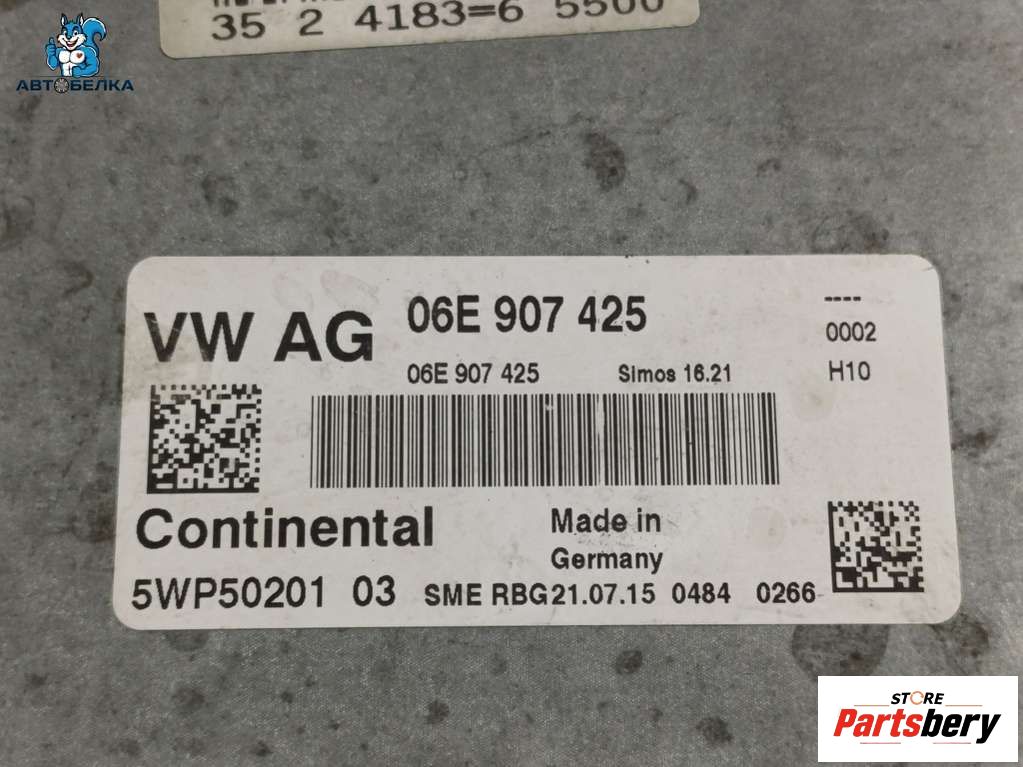 35 2 4183=6 5500
АВТОБЕЛКА
VW AG
06E 907 425
----
0002
06E 907 425
Simos 16.21
H10
Continental
Made in
Germany
5WP50201 03
SME RBG21.07.15 0484 0266
STORE
Partsbery